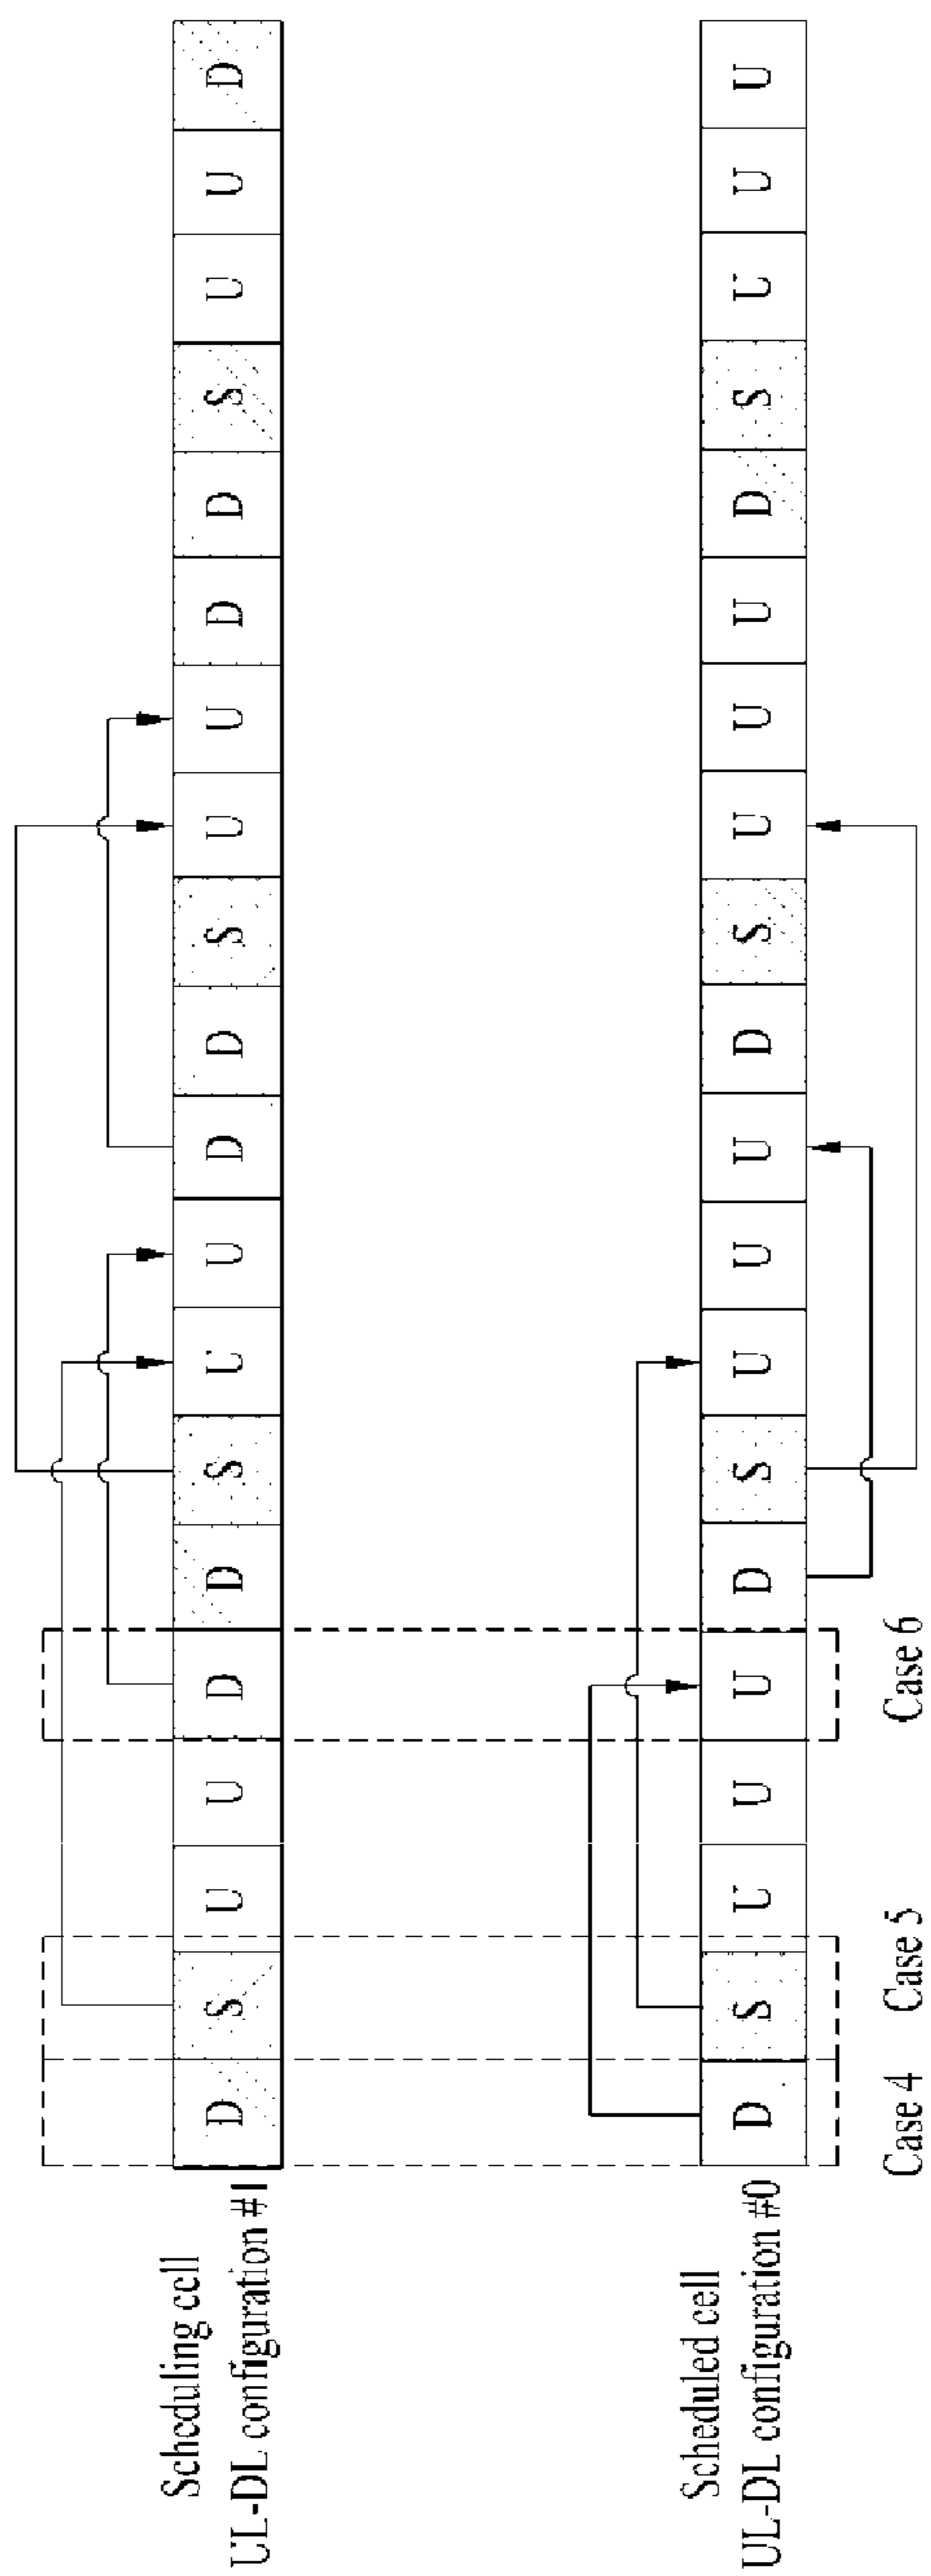 Scheduling cell
UL-DL configuration #1
D S U U D D S U U D D S U U D D S U U D
Scheduled cell
UL-DL configuration #0
D S U U U D S U U U D S U U U D S U U U
Case 4 Case 5 Case 6